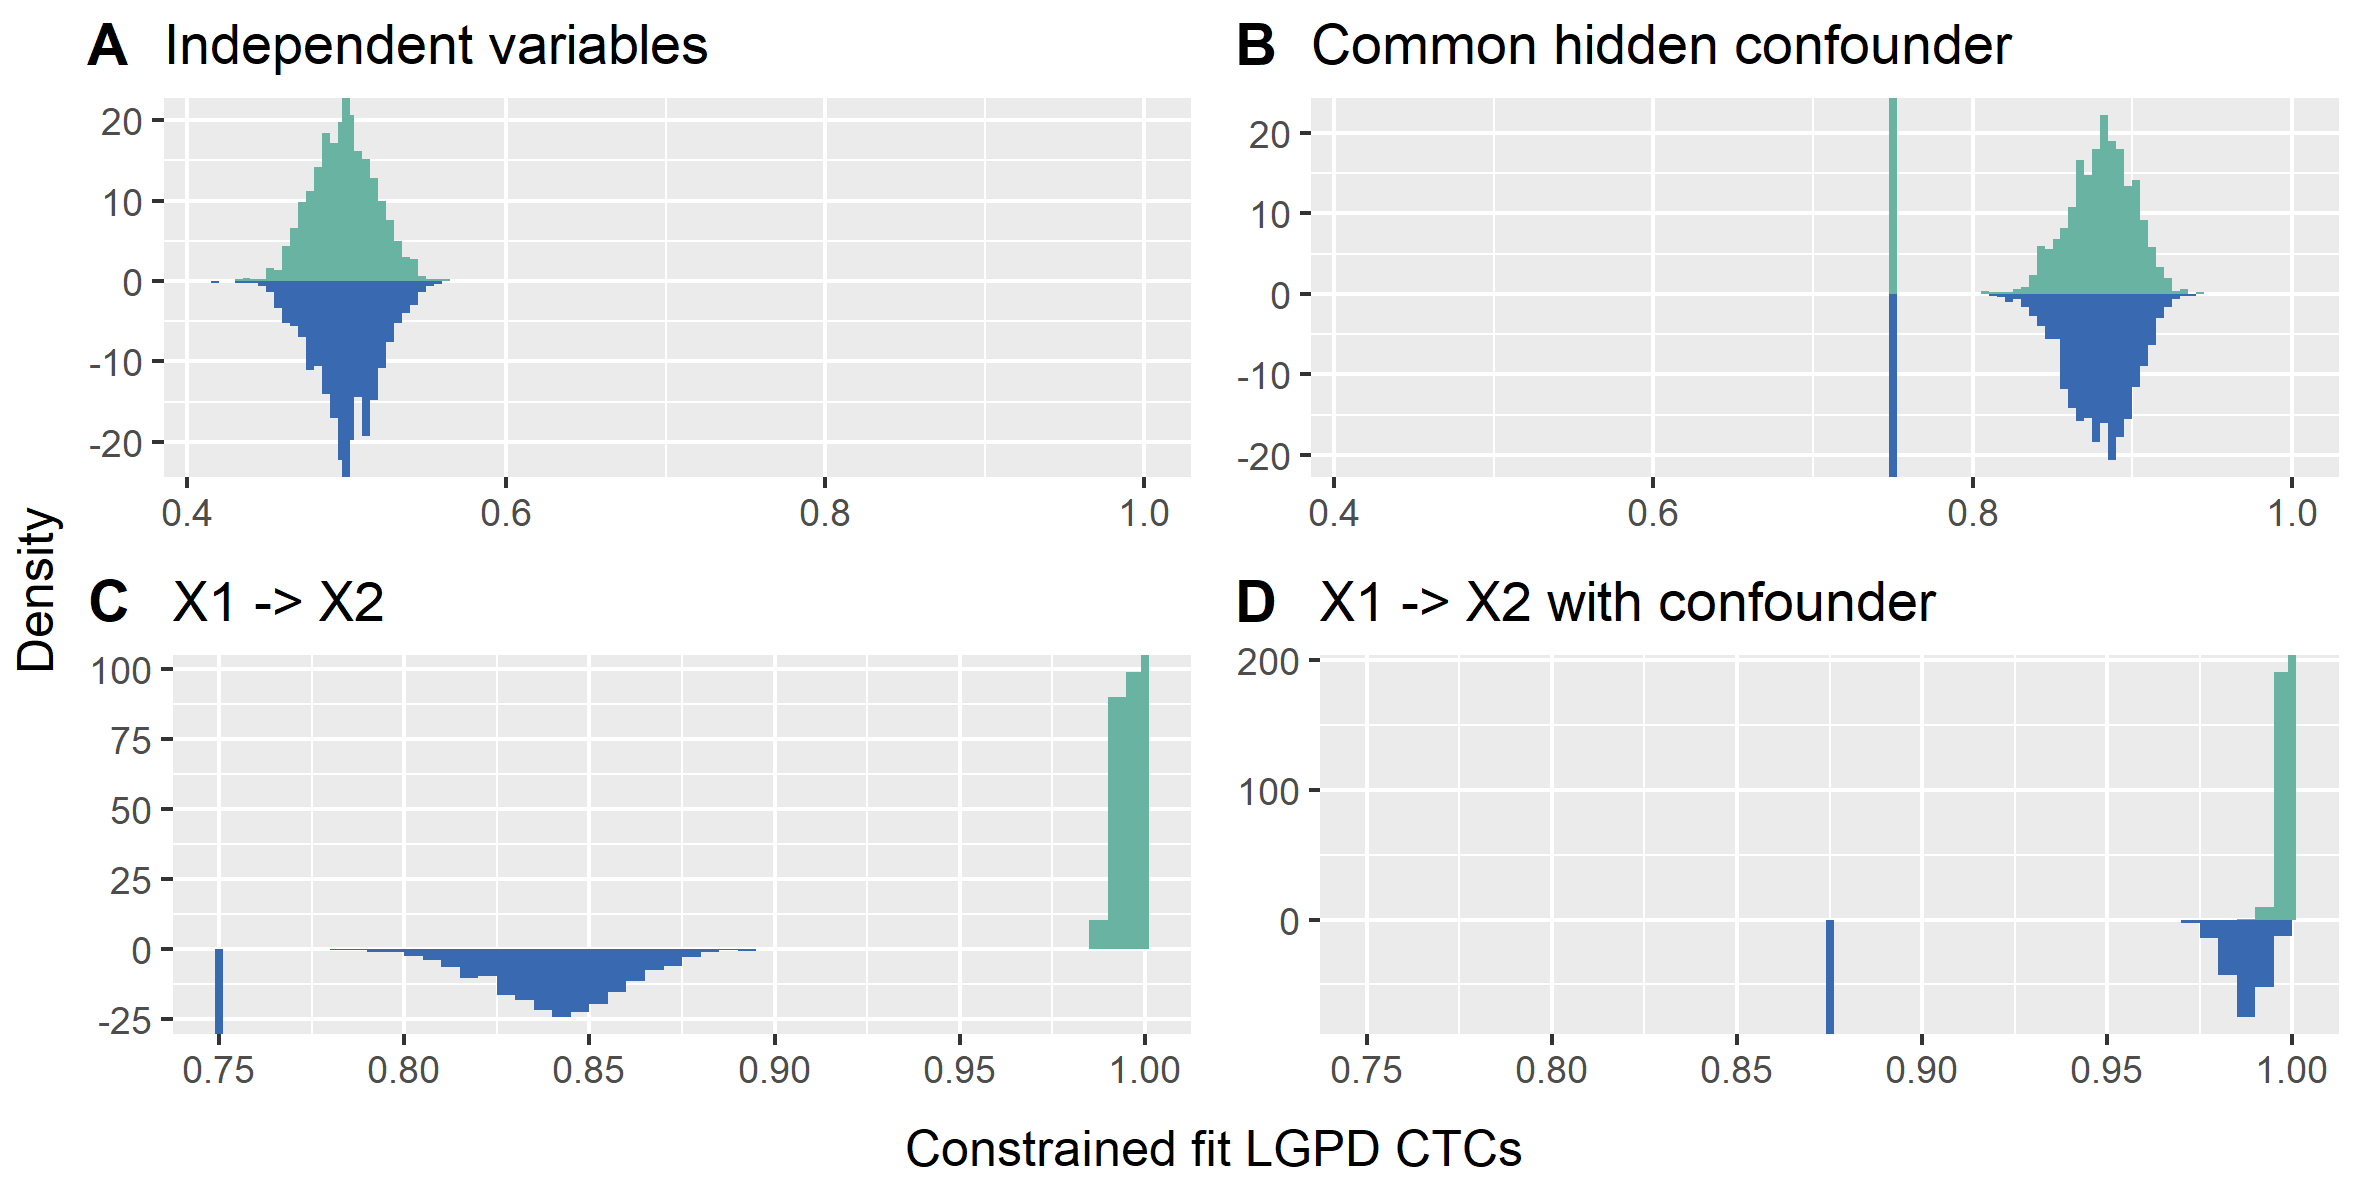 A Independent variables
20
10
0
-10
-20
0.4 0.6 0.8 1.0
B Common hidden confounder
20
10
0
-10
-20
0.4 0.6 0.8 1.0
Density
C X1 -> X2
100
75
50
25
0
-25
0.75 0.80 0.85 0.90 0.95 1.00
D X1 -> X2 with confounder
200
100
0
0.75 0.80 0.85 0.90 0.95 1.00
Constrained fit LGPD CTCs